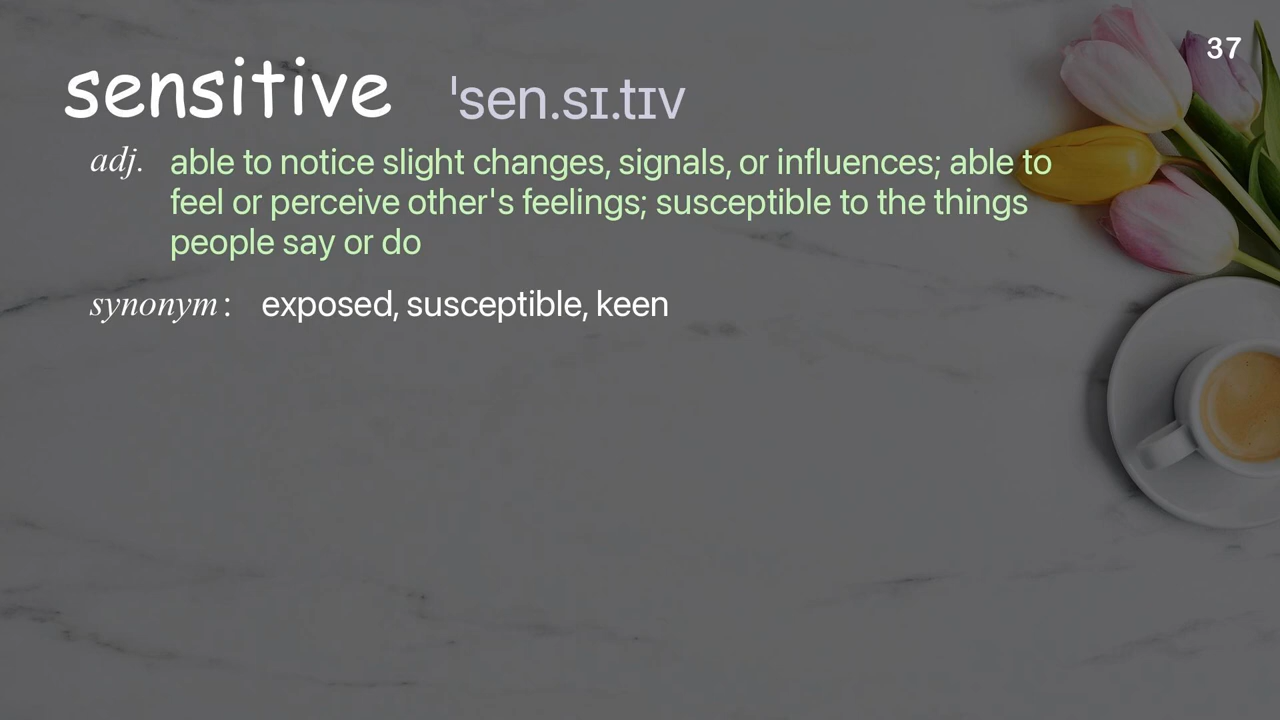 37
sensitive ˈsen.sɪ.tɪv
adj. able to notice slight changes, signals, or influences; able to
feel or perceive other's feelings; susceptible to the things
people say or do
synonym: exposed, susceptible, keen